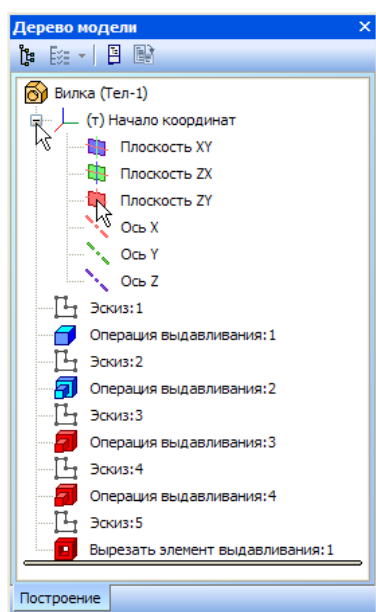 Дерево модели
Вилка (Тел-1)
(т) Начало координат
Плоскость XY
Плоскость ZX
Плоскость ZY
Ось X
Ось Y
Ось Z
Эскиз:1
Операция выдавливания:1
Эскиз:2
Операция выдавливания:2
Эскиз:3
Операция выдавливания:3
Эскиз:4
Операция выдавливания:4
Эскиз:5
Вырезать элемент выдавливания:1
Построение